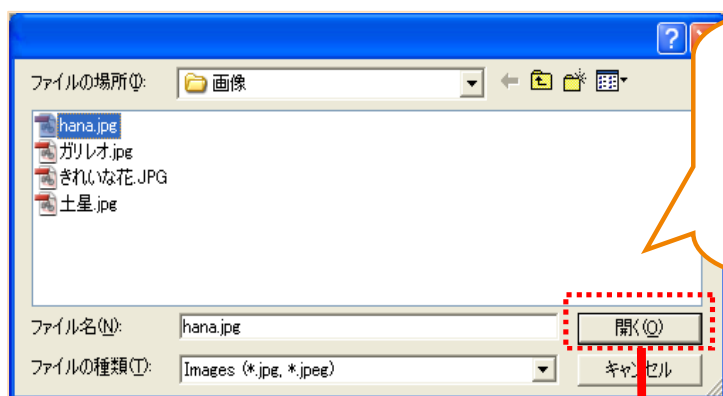 ?
ファイルの場所(I): 画像
hana.jpg
ガリレオ.jpg
きれいな花.JPG
土星.jpg
ファイル名(N): hana.jpg 開く(O)
ファイルの種類(T): Images (*.jpg, *.jpeg) キャンセル